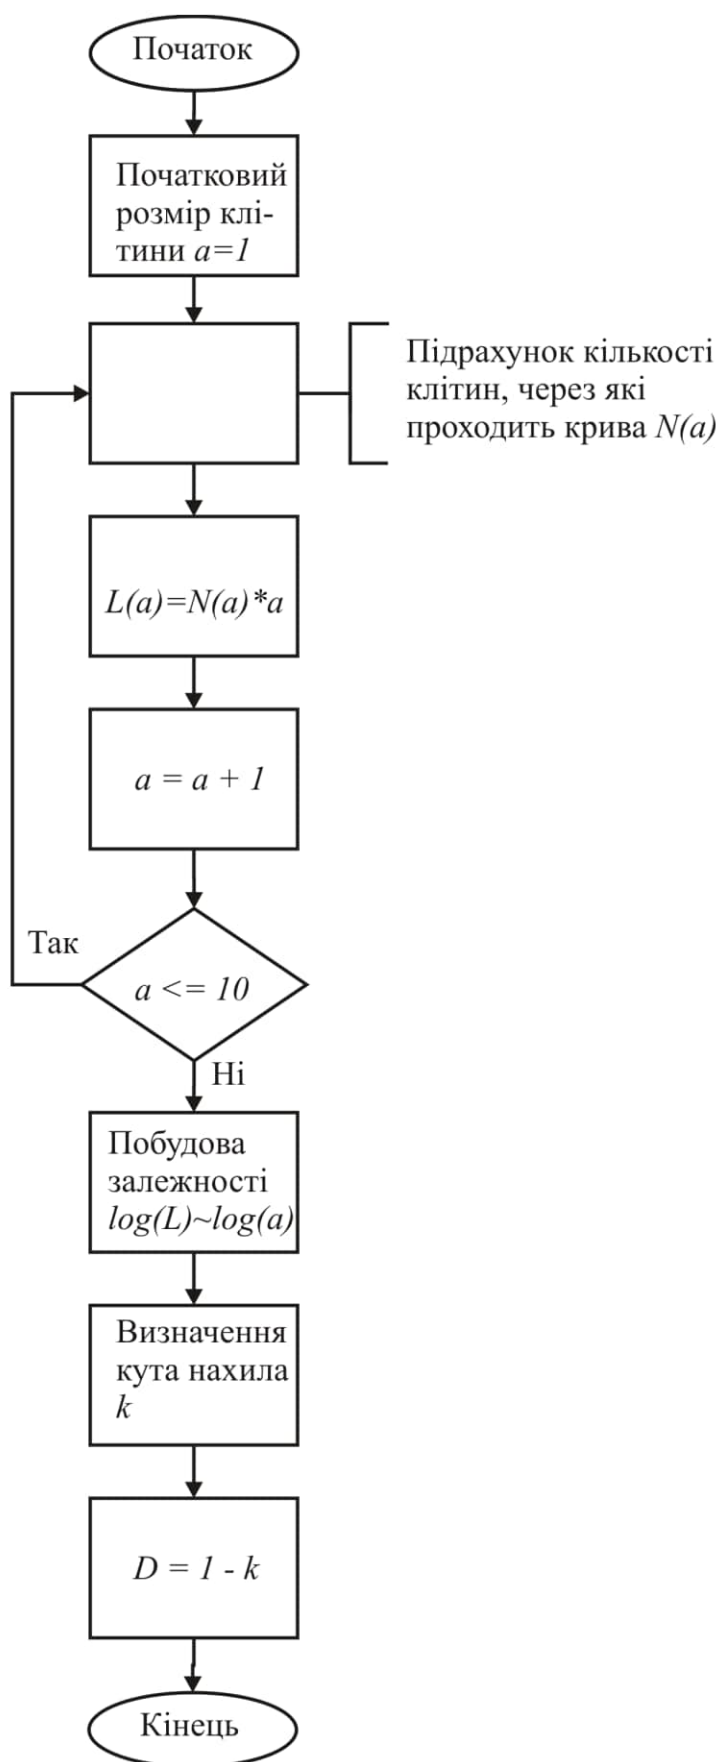 Початок
Початковий
розмір клі-
тини a=1
Підрахунок кількості
клітин, через які
проходить крива N(a)
L(a)=N(a)*a
a = a + 1
Так
a <= 10
Ні
Побудова
залежності
log(L)~log(a)
Визначення
кута нахила
k
D = 1 - k
Кінець